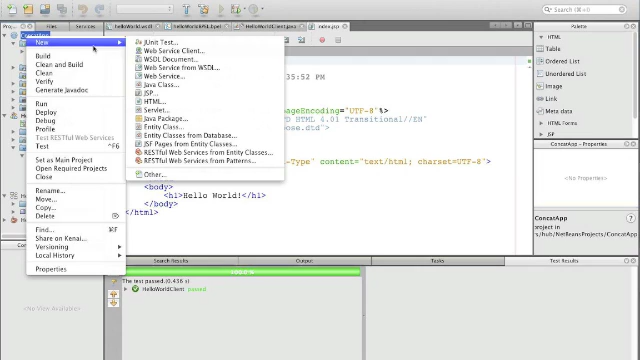 Files
Services
helloWorld.wsdl
helloWorldBPEL.bpel
HelloWorldClient.java
index.jsp
Palette
New
Build
Clean and Build
Clean
Verify
Generate Javadoc
Run
Deploy
Debug
Profile
Test RESTful Web Services
Test ^F6
Set as Main Project
Open Required Projects
Close
Rename...
Move...
Copy...
Delete
Find... ⌘F
Share on Kenai...
Versioning
Local History
Properties
JUnit Test...
Web Service Client...
WSDL Document...
Web Service from WSDL...
Web Service...
Java Class...
JSP...
HTML...
Servlet...
Java Package...
Entity Class...
Entity Classes from Database...
JSF Pages from Entity Classes...
RESTful Web Services from Entity Classes...
RESTful Web Services from Patterns...
Other...
35:52 PM
ageEncoding="UTF-8"%>
TD HTML 4.01 Transitional//EN"
ose.dtd">
-Type" content="text/html; charset=UTF-8">
<body>
<h1>Hello World!</h1>
</body>
</html>
HTML
Table
Ordered List
Unordered List
Image
Link
Meta data
HTML Forms
JSP
ConcatApp - Properties
<No Properties>
ConcatApp
project in
rs/hub/NetBeansProjects/ConcatApp
<No View Available>
Search Results
Output
Tasks
Test Results
The test passed.(0.436 s)
HelloWorldClient passed